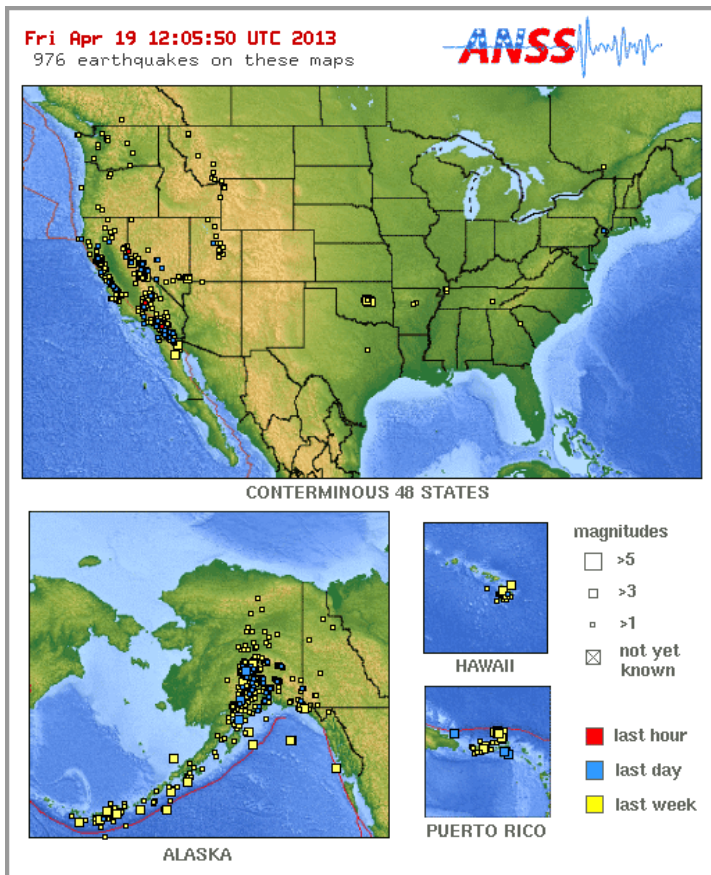 Fri Apr 19 12:05:50 UTC 2013
976 earthquakes on these maps
ANSS
CONTERMINOUS 48 STATES
ALASKA
HAWAII
PUERTO RICO
magnitudes
>5
>3
>1
not yet
known
last hour
last day
last week